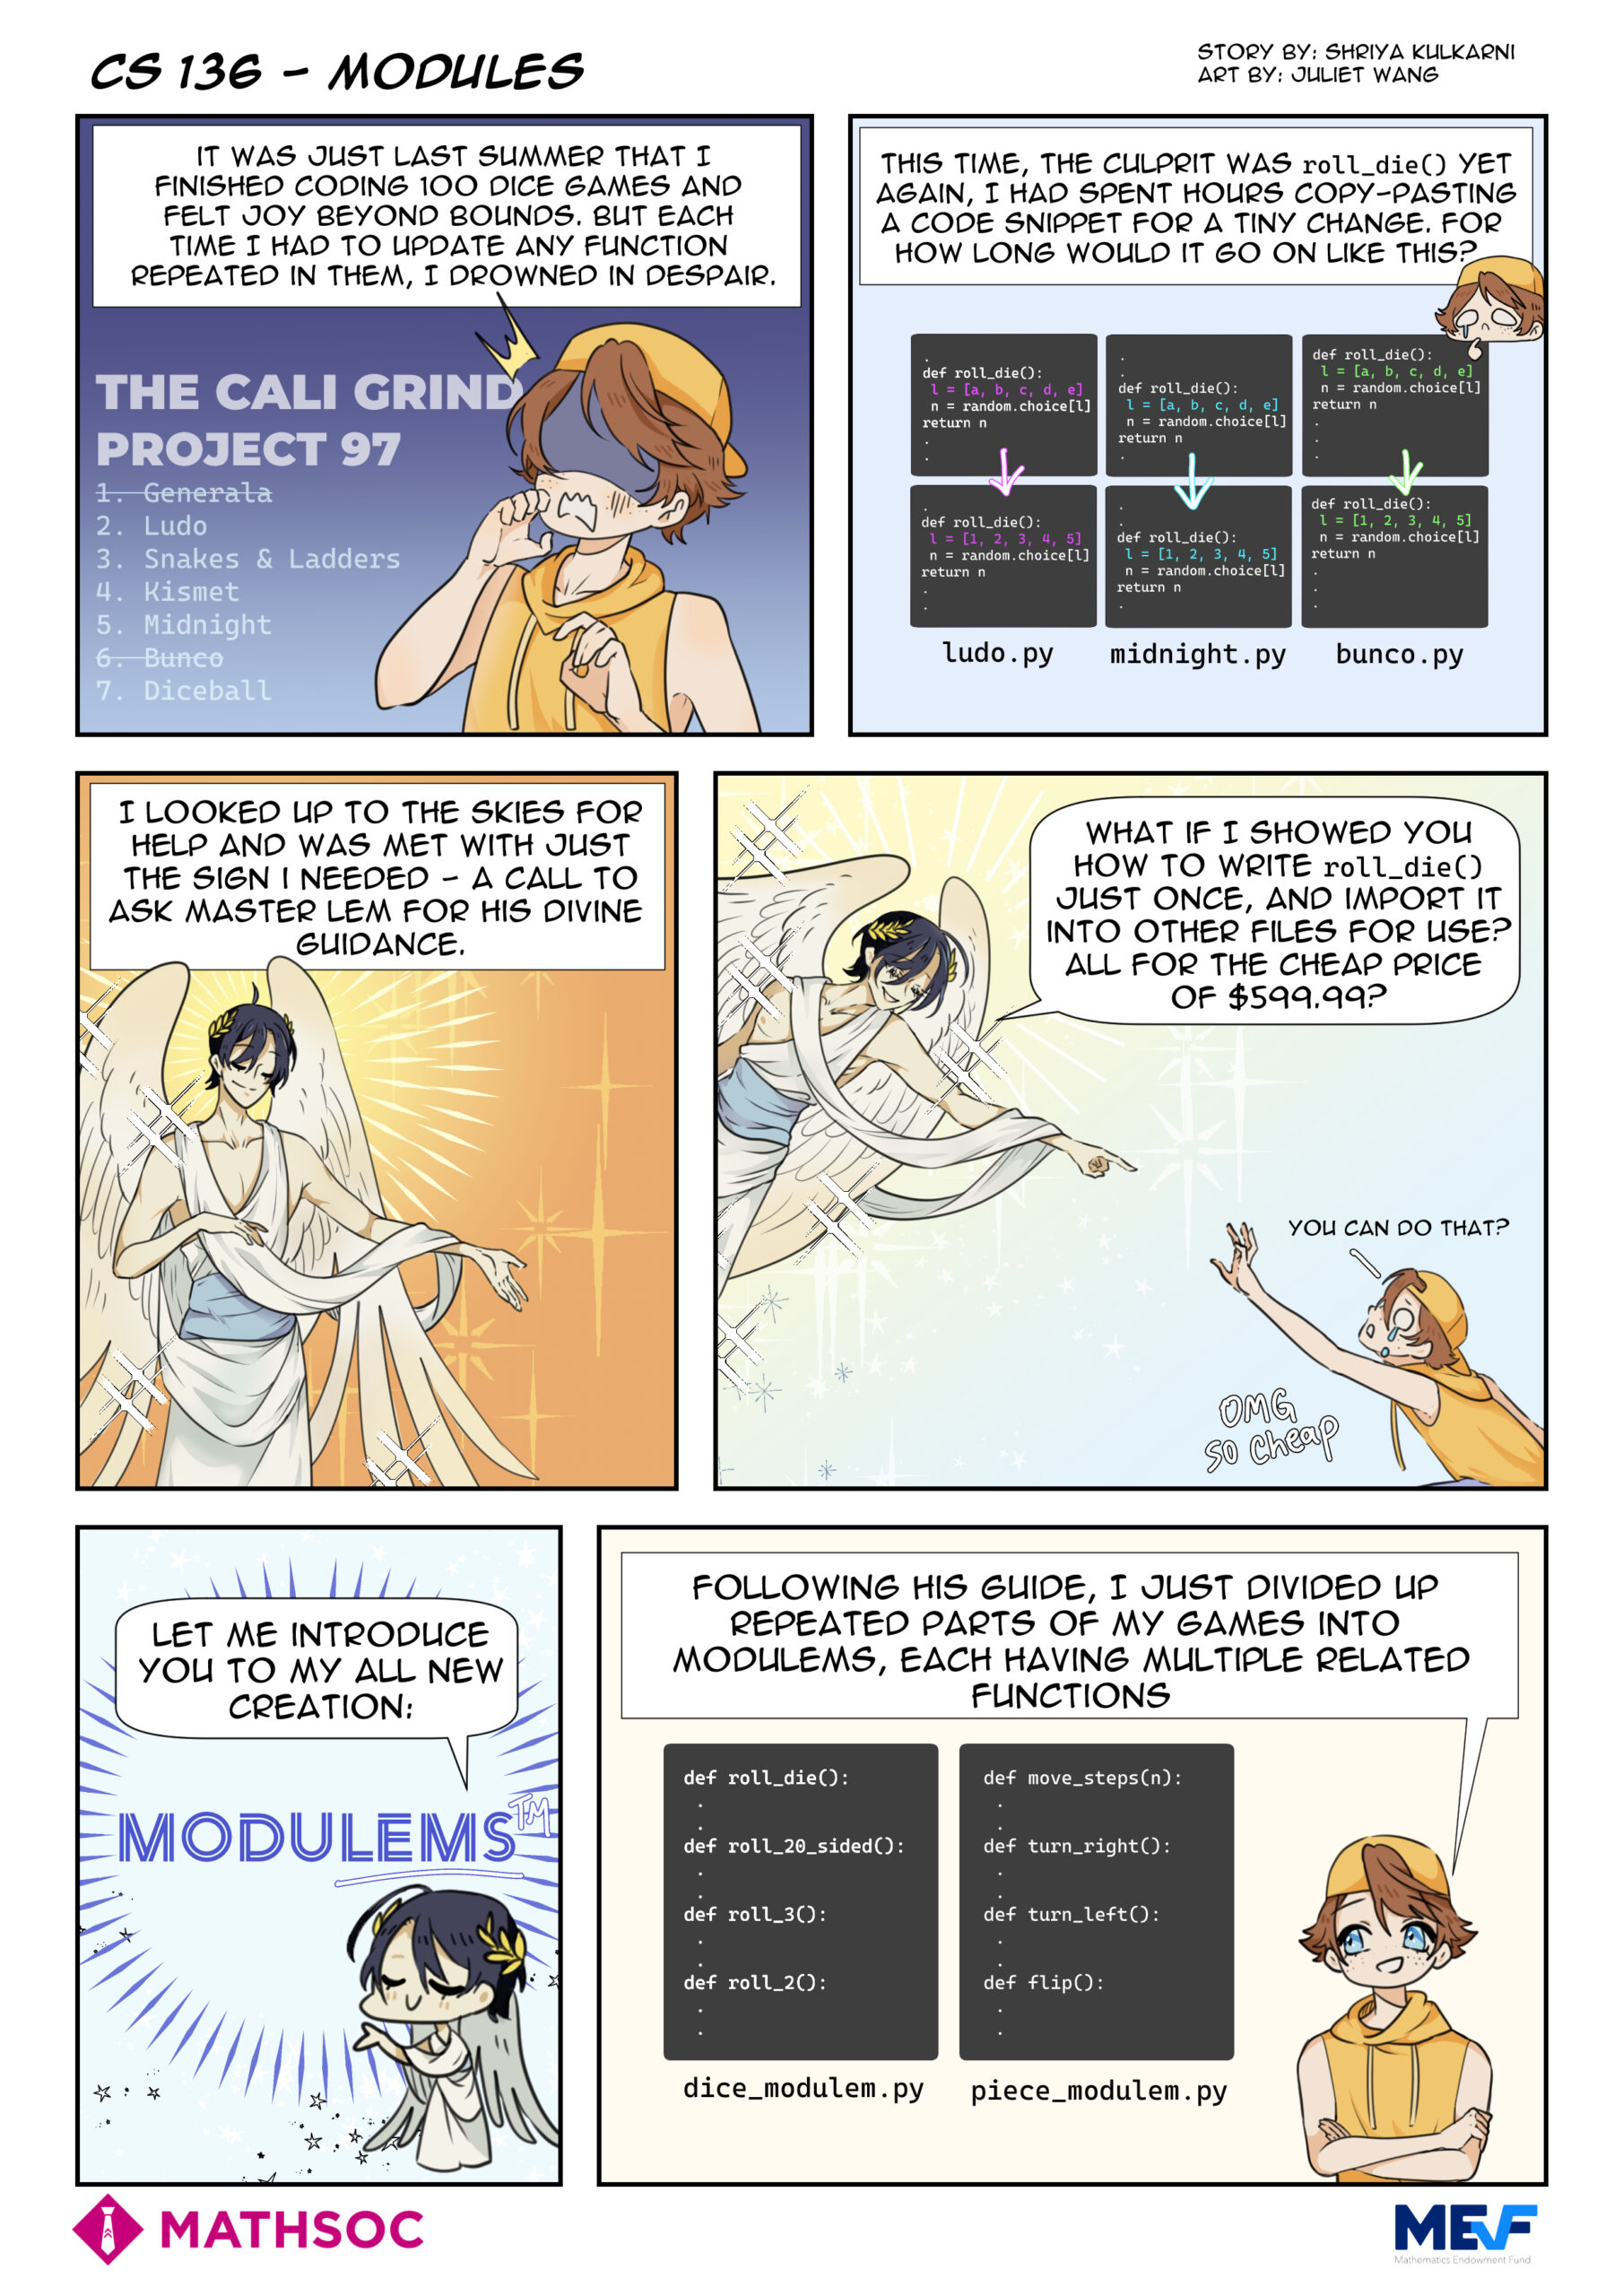 CS 136 - MODULES
STORY BY: SHRIYA KULKARNI
ART BY: JULIET WANG
IT WAS JUST LAST SUMMER THAT I
FINISHED CODING 100 DICE GAMES AND
FELT JOY BEYOND BOUNDS. BUT EACH
TIME I HAD TO UPDATE ANY FUNCTION
REPEATED IN THEM, I DROWNED IN DESPAIR.
THE CALI GRIND
PROJECT 97
1. Generala
2. Ludo
3. Snakes & Ladders
4. Kismet
5. Midnight
6. Bunco
7. Diceball
THIS TIME, THE CULPRIT WAS roll_die() YET
AGAIN, I HAD SPENT HOURS COPY-PASTING
A CODE SNIPPET FOR A TINY CHANGE. FOR
HOW LONG WOULD IT GO ON LIKE THIS?
.
def roll_die():
l = [a, b, c, d, e]
n = random.choice[l]
return n
.
.
.
.
def roll_die():
l = [a, b, c, d, e]
n = random.choice[l]
return n
.
def roll_die():
l = [a, b, c, d, e]
n = random.choice[l]
return n
.
.
.
.
def roll_die():
l = [1, 2, 3, 4, 5]
n = random.choice[l]
return n
.
.
.
.
def roll_die():
l = [1, 2, 3, 4, 5]
n = random.choice[l]
return n
.
def roll_die():
l = [1, 2, 3, 4, 5]
n = random.choice[l]
return n
.
.
.
ludo.py
midnight.py
bunco.py
I LOOKED UP TO THE SKIES FOR
HELP AND WAS MET WITH JUST
THE SIGN I NEEDED - A CALL TO
ASK MASTER LEM FOR HIS DIVINE
GUIDANCE.
WHAT IF I SHOWED YOU
HOW TO WRITE roll_die()
JUST ONCE, AND IMPORT IT
INTO OTHER FILES FOR USE?
ALL FOR THE CHEAP PRICE
OF $599.99?
YOU CAN DO THAT?
OMG
SO Cheap
LET ME INTRODUCE
YOU TO MY ALL NEW
CREATION:
MODULEMS TM
FOLLOWING HIS GUIDE, I JUST DIVIDED UP
REPEATED PARTS OF MY GAMES INTO
MODULEMS, EACH HAVING MULTIPLE RELATED
FUNCTIONS
def roll_die():
.
.
def roll_20_sided():
.
.
def roll_3():
.
.
def roll_2():
.
.
dice_modulem.py
def move_steps(n):
.
.
def turn_right():
.
.
def turn_left():
.
.
def flip():
.
.
piece_modulem.py
MATHSOC
MEF
Mathematics Endowment Fund